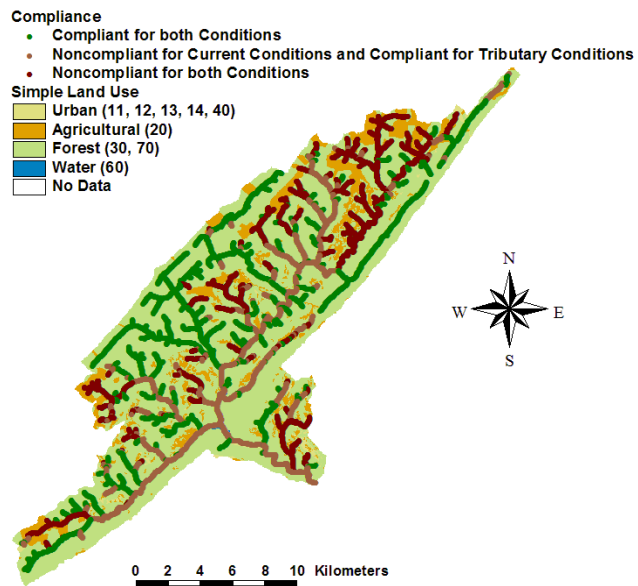 Compliance
Compliant for both Conditions
Noncompliant for Current Conditions and Compliant for Tributary Conditions
Noncompliant for both Conditions
Simple Land Use
Urban (11, 12, 13, 14, 40)
Agricultural (20)
Forest (30, 70)
Water (60)
No Data
N
W E
S
0 2 4 6 8 10 Kilometers